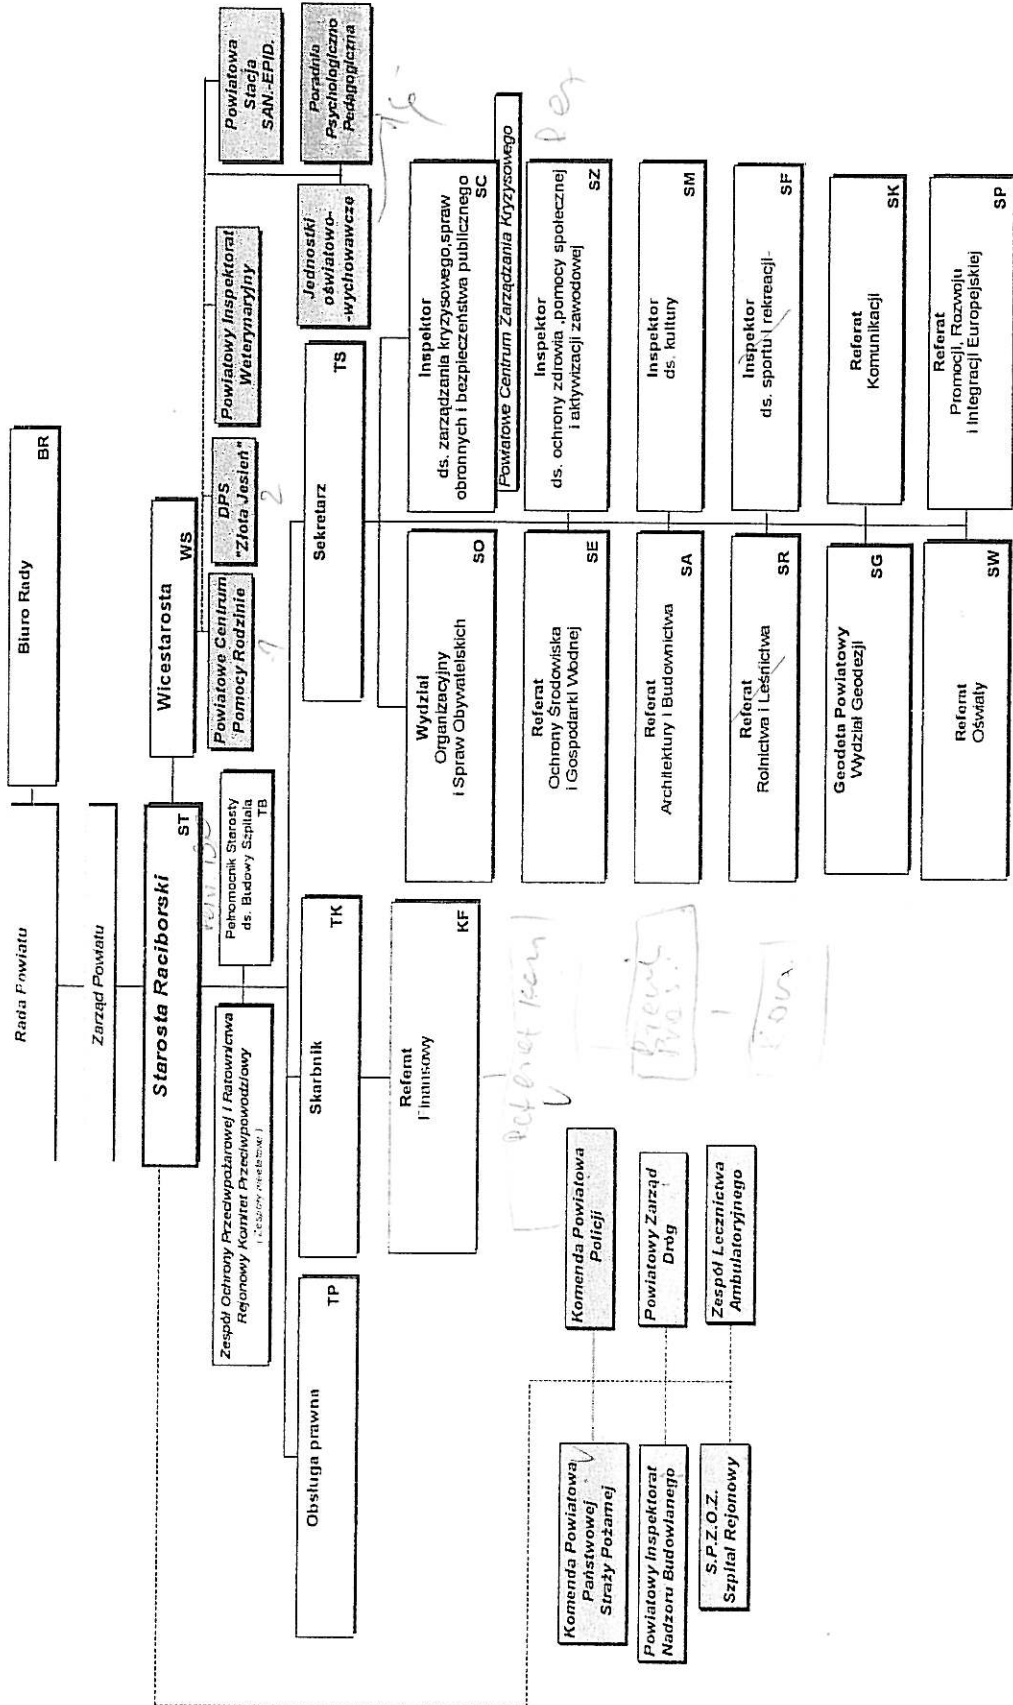 Rada Powiatu
Biuro Rady
BR
Zarząd Powiatu
Starosta Raciborski
ST
Wicestarosta
WS
Zespół Ochrony Przeciwpożarowej i Ratownictwa
Rejonowy Komitet Przeciwpowodziowy
Pełnomocnik Starosty
ds. Budowy Szpitala
TB
Powiatowe Centrum
Pomocy Rodzinie
1
DPS
"Złota Jesień"
2
Powiatowy Inspektorat
Weterynaryjny
Powiatowa
Stacja
SAN.-EPID.
Jednostki
oświatowo-
-wychowawcze
Poradnia
Psychologiczno
Pedagogiczna
Obsługa prawna
TP
Skarbnik
TK
Sekretarz
TS
Referat
Finansowy
KF
Wydział
Organizacyjny
i Spraw Obywatelskich
SO
Inspektor
ds. zarządzania kryzysowego,spraw
obronnych i bezpieczeństwa publicznego
SC
Powiatowe Centrum Zarządzania Kryzysowego
Referat
Ochrony Środowiska
i Gospodarki Wodnej
SE
Inspektor
ds. ochrony zdrowia ,pomocy społecznej
i aktywizacji zawodowej
SZ
Referat
Architektury i Budownictwa
SA
Inspektor
ds. kultury
SM
Referat
Rolnictwa i Leśnictwa
SR
Inspektor
ds. sportu i rekreacji-
SF
Geodeta Powiatowy
Wydział Geodezji
SG
Referat
Komunikacji
SK
Referat
Oświaty
SW
Referat
Promocji, Rozwoju
i Integracji Europejskiej
SP
Komenda Powiatowa
Państwowej
Straży Pożarnej
Komenda Powiatowa
Policji
Powiatowy Inspektorat
Nadzoru Budowlanego
Powiatowy Zarząd
Dróg
S.P.Z.O.Z.
Szpital Rejonowy
Zespół Lecznictwa
Ambulatoryjnego